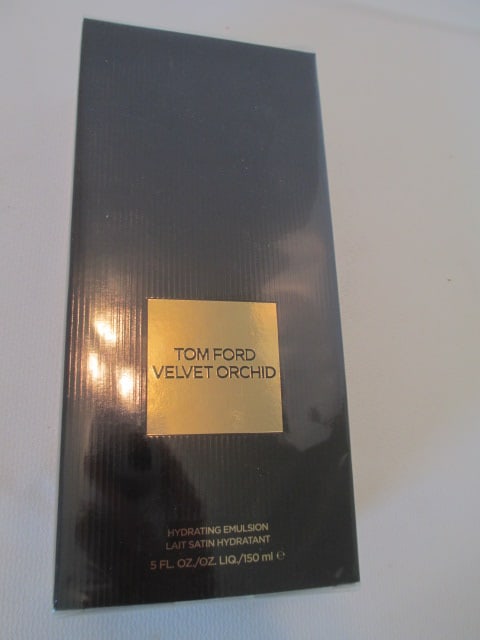 TOM FORD
VELVET ORCHID
HYDRATING EMULSION
LAIT SATIN HYDRATANT
5 FL. OZ./OZ. LIQ./150 ml ℮